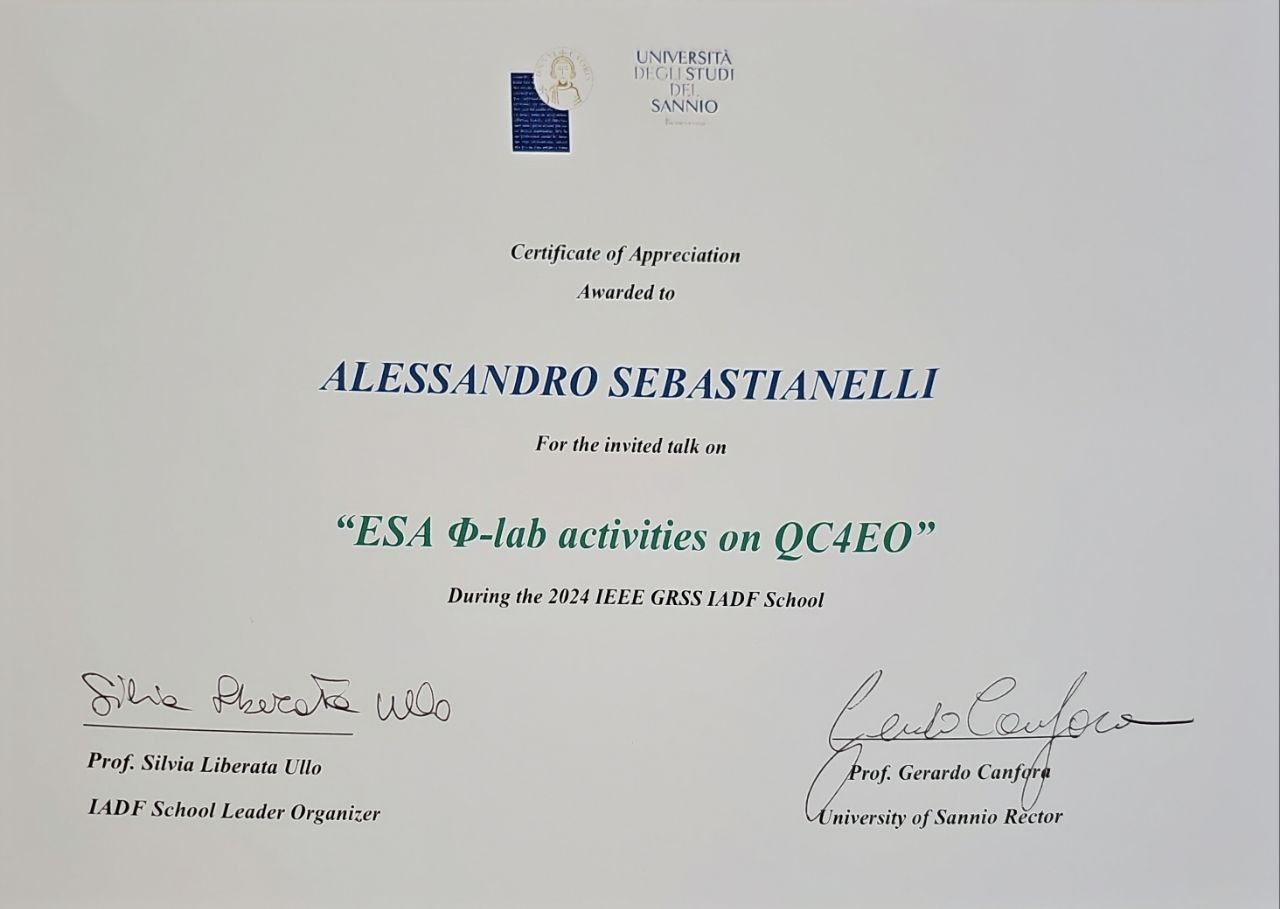 UNIVERSITÀ
DEGLI STUDI
DEL
SANNIO
Certificate of Appreciation
Awarded to
ALESSANDRO SEBASTIANELLI
For the invited talk on
“ESA Φ-lab activities on QC4EO”
During the 2024 IEEE GRSS IADF School
Silvia Liberata Ullo
Gerardo Canfora
Prof. Silvia Liberata Ullo
Prof. Gerardo Canfora
IADF School Leader Organizer
University of Sannio Rector